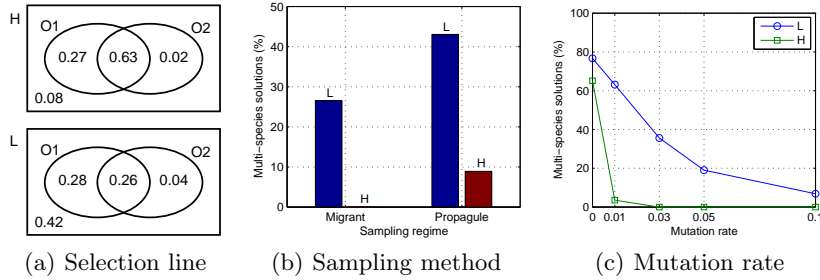 H
O1
O2
0.27
0.63
0.02
0.08
L
O1
O2
0.28
0.26
0.04
0.42
(a) Selection line
Multi−species solutions (%)
50
40
30
20
10
0
L
H
L
H
Migrant
Propagule
Sampling regime
(b) Sampling method
Multi−species solutions (%)
100
80
60
40
20
0
L
H
0
0.01
0.03
0.05
0.1
Mutation rate
(c) Mutation rate